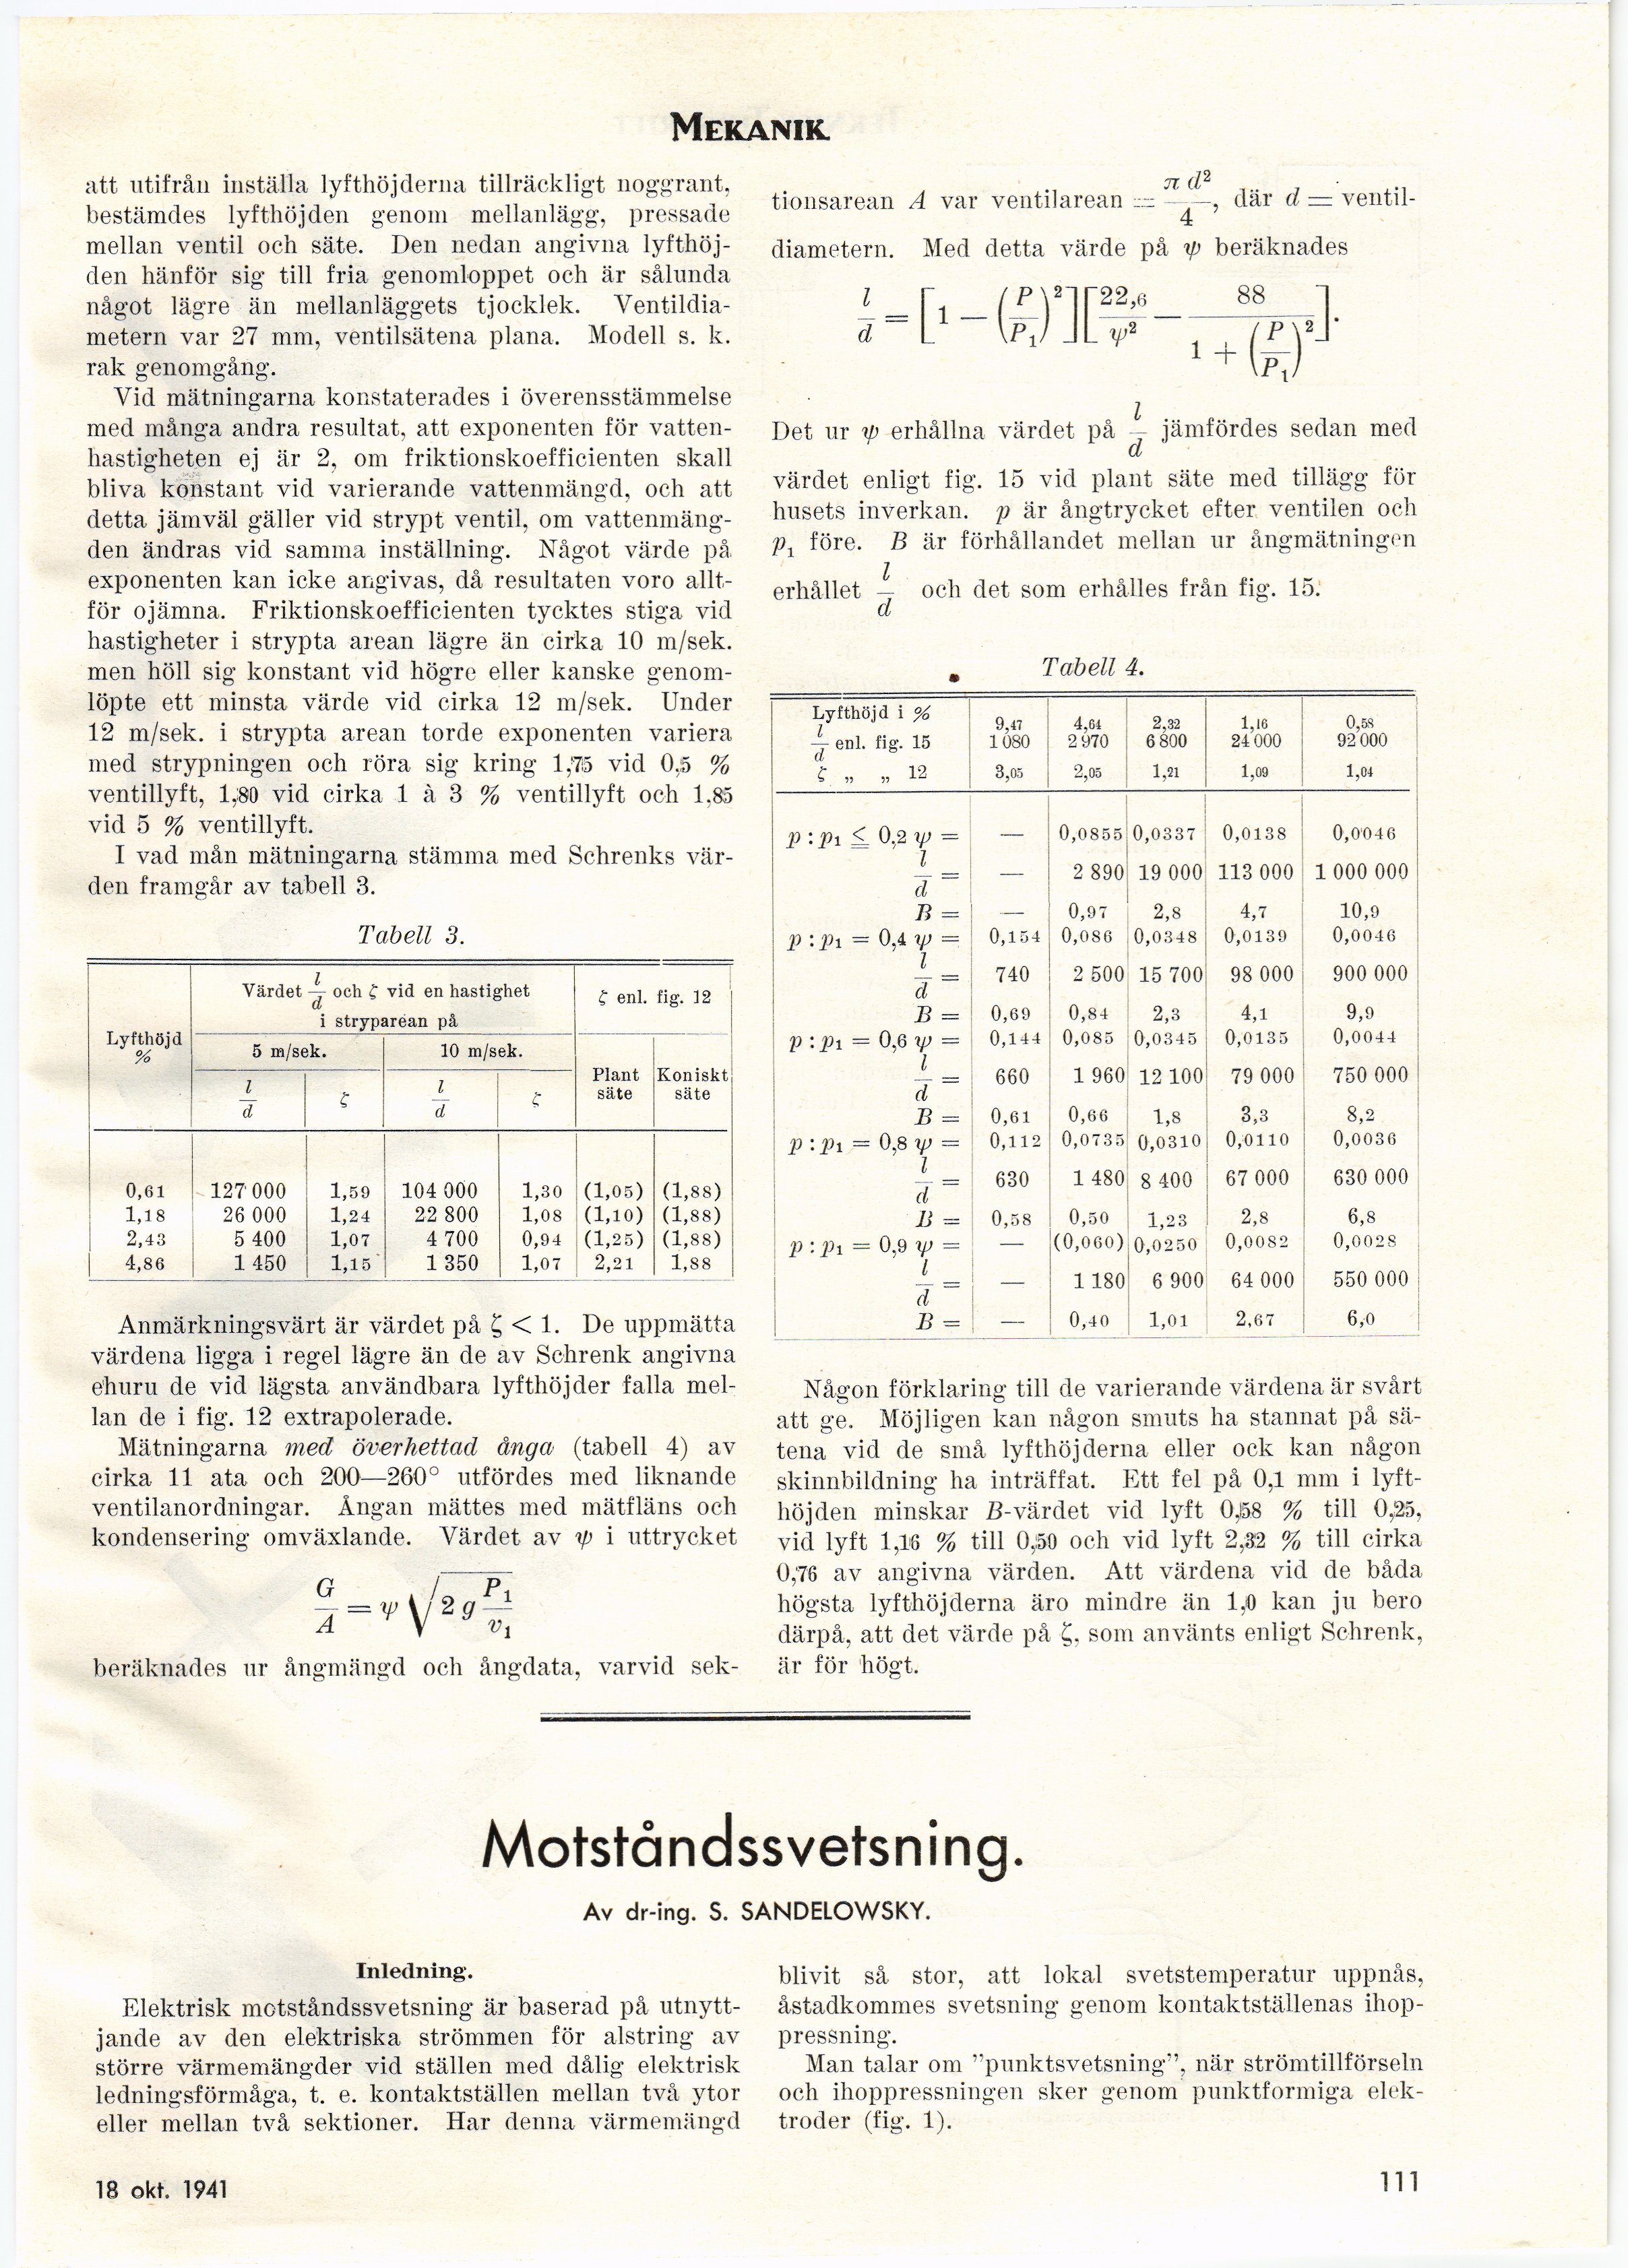 MEKANIK
att utifrån inställa lyfthöjderna tillräckligt noggrant,
bestämdes lyfthöjden genom mellanlägg, pressade
mellan ventil och säte. Den nedan angivna lyfthöj-
den hänför sig till fria genomloppet och är sålunda
något lägre än mellanläggets tjocklek. Ventildia-
metern var 27 mm, ventilsätena plana. Modell s. k.
rak genomgång.
Vid mätningarna konstaterades i överensstämmelse
med många andra resultat, att exponenten för vatten-
hastigheten ej är 2, om friktionskoefficienten skall
bliva konstant vid varierande vattenmängd, och att
detta jämväl gäller vid strypt ventil, om vattenmäng-
den ändras vid samma inställning. Något värde på
exponenten kan icke angivas, då resultaten voro allt-
för ojämna. Friktionskoefficienten tycktes stiga vid
hastigheter i strypta arean lägre än cirka 10 m/sek.
men höll sig konstant vid högre eller kanske genom-
löpte ett minsta värde vid cirka 12 m/sek. Under
12 m/sek. i strypta arean torde exponenten variera
med strypningen och röra sig kring 1,75 vid 0,5 %
ventillyft, 1,80 vid cirka 1 à 3 % ventillyft och 1,85
vid 5 % ventillyft.
I vad mån mätningarna stämma med Schrenks vär-
den framgår av tabell 3.
Tabell 3.
Lyfthöjd % | Värdet l/d och ζ vid en hastighet i stryparean på | ζ enl. fig. 12
5 m/sek. | 10 m/sek. | Plant säte | Koniskt säte
l/d | ζ | l/d | ζ
0,61 | 127 000 | 1,59 | 104 000 | 1,30 | (1,05) | (1,88)
1,18 | 26 000 | 1,24 | 22 800 | 1,08 | (1,10) | (1,88)
2,43 | 5 400 | 1,07 | 4 700 | 0,94 | (1,25) | (1,88)
4,86 | 1 450 | 1,15 | 1 350 | 1,07 | 2,21 | 1,88
Anmärkningsvärt är värdet på ζ < 1. De uppmätta
värdena ligga i regel lägre än de av Schrenk angivna
ehuru de vid lägsta användbara lyfthöjder falla mel-
lan de i fig. 12 extrapolerade.
Mätningarna med överhettad ånga (tabell 4) av
cirka 11 ata och 200—260° utfördes med liknande
ventilanordningar. Ångan mättes med mätfläns och
kondensering omväxlande. Värdet av ψ i uttrycket
G/A = ψ √(2 g P₁/v₁)
beräknades ur ångmängd och ångdata, varvid sek-
tionsarean A var ventilarean = π d²/4, där d = ventil-
diametern. Med detta värde på ψ beräknades
l/d = [1 − (P/P₁)²][22,6/ψ² − 88/(1 + (P/P₁)²)].
Det ur ψ erhållna värdet på l/d jämfördes sedan med
värdet enligt fig. 15 vid plant säte med tillägg för
husets inverkan. p är ångtrycket efter ventilen och
p₁ före. B är förhållandet mellan ur ångmätningen
erhållet l/d och det som erhålles från fig. 15.
Tabell 4.
Lyfthöjd i % | 9,47 | 4,64 | 2,32 | 1,16 | 0,58
l/d enl. fig. 15 | 1 080 | 2 970 | 6 800 | 24 000 | 92 000
ζ „ „ 12 | 3,05 | 2,05 | 1,21 | 1,09 | 1,04
p : p₁ ≤ 0,2 ψ = | — | 0,0855 | 0,0337 | 0,0138 | 0,0046
l/d = | — | 2 890 | 19 000 | 113 000 | 1 000 000
B = | — | 0,97 | 2,8 | 4,7 | 10,9
p : p₁ = 0,4 ψ = | 0,154 | 0,086 | 0,0348 | 0,0139 | 0,0046
l/d = | 740 | 2 500 | 15 700 | 98 000 | 900 000
B = | 0,69 | 0,84 | 2,3 | 4,1 | 9,9
p : p₁ = 0,6 ψ = | 0,144 | 0,085 | 0,0345 | 0,0135 | 0,0044
l/d = | 660 | 1 960 | 12 100 | 79 000 | 750 000
B = | 0,61 | 0,66 | 1,8 | 3,3 | 8,2
p : p₁ = 0,8 ψ = | 0,112 | 0,0735 | 0,0310 | 0,0110 | 0,0036
l/d = | 630 | 1 480 | 8 400 | 67 000 | 630 000
B = | 0,58 | 0,50 | 1,23 | 2,8 | 6,8
p : p₁ = 0,9 ψ = | — | (0,060) | 0,0250 | 0,0082 | 0,0028
l/d = | — | 1 180 | 6 900 | 64 000 | 550 000
B = | — | 0,40 | 1,01 | 2,67 | 6,0
Någon förklaring till de varierande värdena är svårt
att ge. Möjligen kan någon smuts ha stannat på sä-
tena vid de små lyfthöjderna eller ock kan någon
skinnbildning ha inträffat. Ett fel på 0,1 mm i lyft-
höjden minskar B-värdet vid lyft 0,58 % till 0,25,
vid lyft 1,16 % till 0,50 och vid lyft 2,32 % till cirka
0,76 av angivna värden. Att värdena vid de båda
högsta lyfthöjderna äro mindre än 1,0 kan ju bero
därpå, att det värde på ζ, som använts enligt Schrenk,
är för högt.
Motståndssvetsning.
Av dr-ing. S. SANDELOWSKY.
Inledning.
Elektrisk motståndssvetsning är baserad på utnytt-
jande av den elektriska strömmen för alstring av
större värmemängder vid ställen med dålig elektrisk
ledningsförmåga, t. e. kontaktställen mellan två ytor
eller mellan två sektioner. Har denna värmemängd
blivit så stor, att lokal svetstemperatur uppnås,
åstadkommes svetsning genom kontaktställenas ihop-
pressning.
Man talar om ”punktsvetsning”, när strömtillförseln
och ihoppressningen sker genom punktformiga elek-
troder (fig. 1).
18 okt. 1941
111